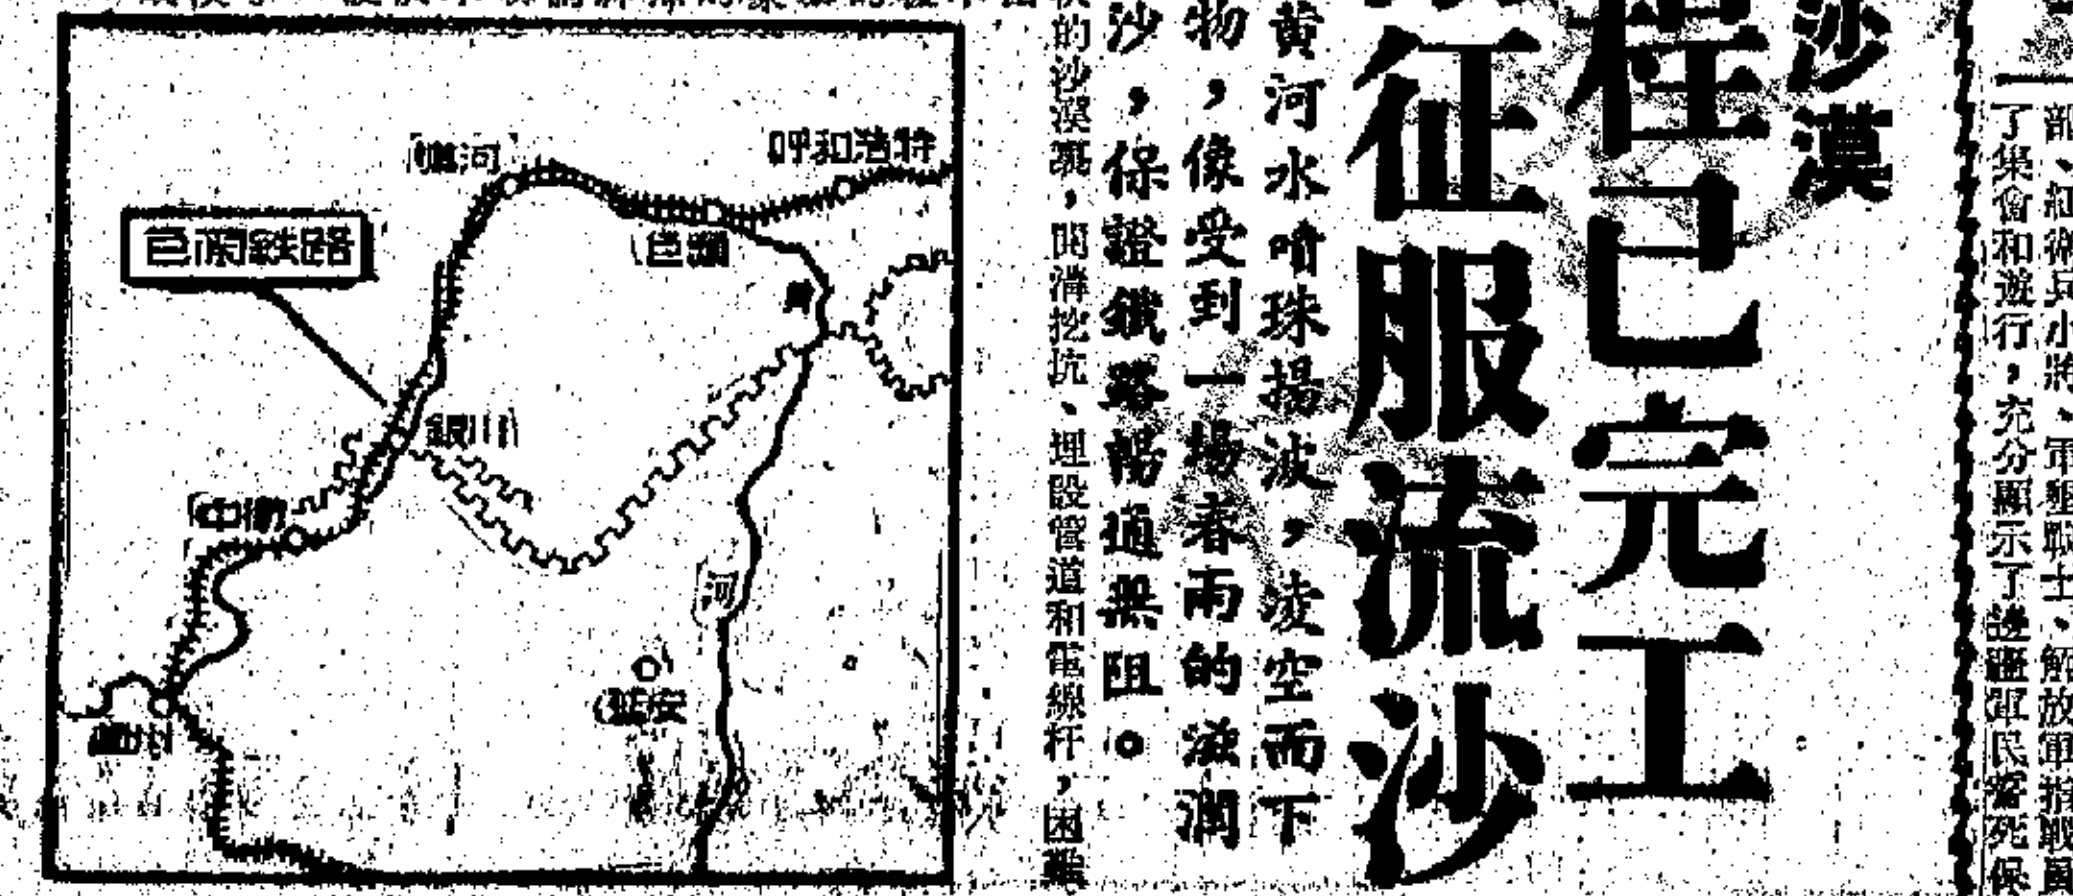 部、紅衛兵小將、軍墾戰士、解放軍指戰員
了集會和遊行，充分顯示了邊疆軍民誓死保
沙漠
程已完工
征服流沙
黃河水噴珠揚波，凌空而下
物，像受到一場春雨的滋潤
沙，保證鐵路暢通無阻。
的沙漠裏，開溝挖坑、埋設管道和電線杆，困難
呼和浩特
臨河
包頭
包蘭鐵路
黃
銀川
中衛
河
延安
蘭州